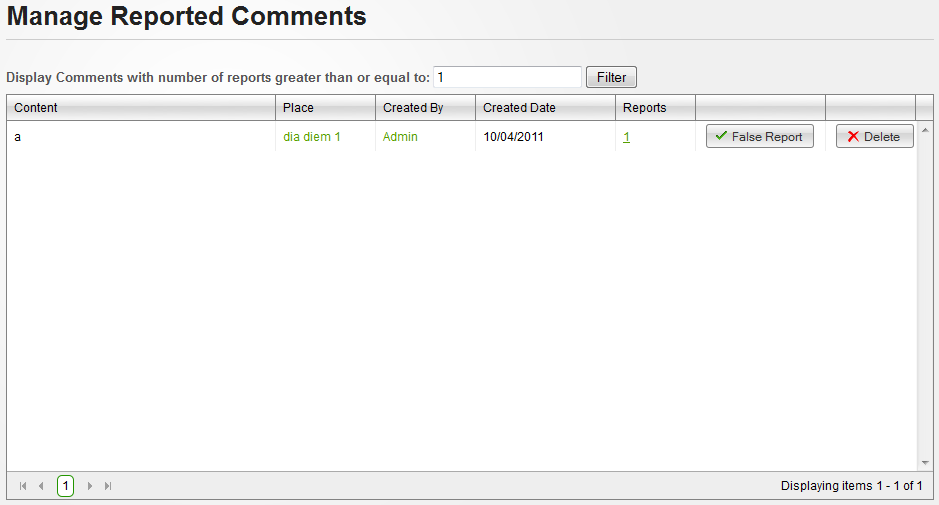 Manage Reported Comments
Display Comments with number of reports greater than or equal to: 1 Filter
Content Place Created By Created Date Reports
a dia diem 1 Admin 10/04/2011 1 False Report Delete
1 Displaying items 1 - 1 of 1